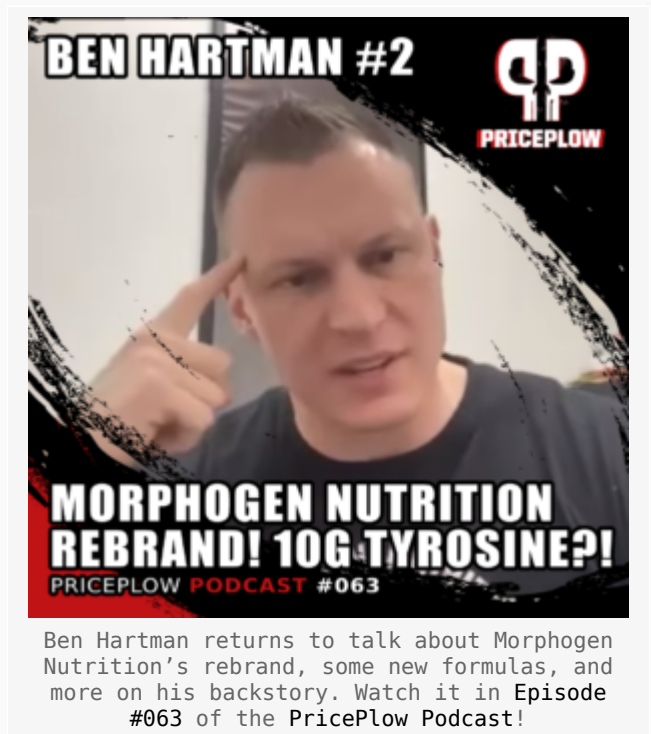 BEN HARTMAN #2
PRICEPLOW
MORPHOGEN NUTRITION
REBRAND! 10G TYROSINE?!
PRICEPLOW PODCAST #063
Ben Hartman returns to talk about Morphogen
Nutrition’s rebrand, some new formulas, and
more on his backstory. Watch it in Episode
#063 of the PricePlow Podcast!